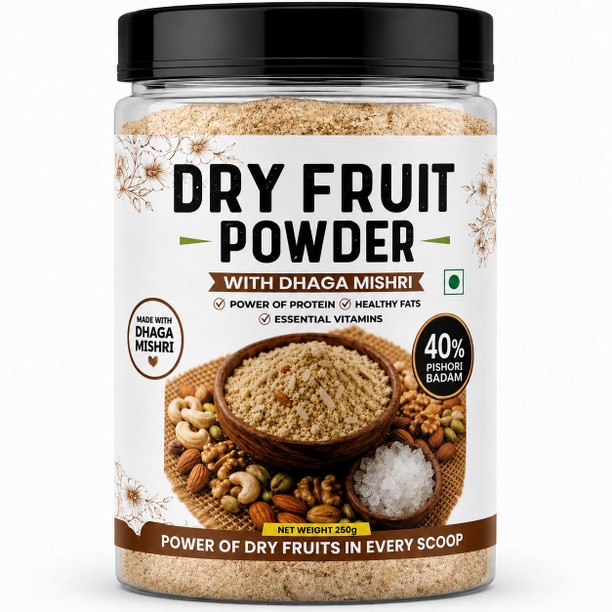 DRY FRUIT
POWDER
WITH DHAGA MISHRI
POWER OF PROTEIN HEALTHY FATS
ESSENTIAL VITAMINS
MADE WITH
DHAGA
MISHRI
40%
PISHORI
BADAM
NET WEIGHT 250g
POWER OF DRY FRUITS IN EVERY SCOOP